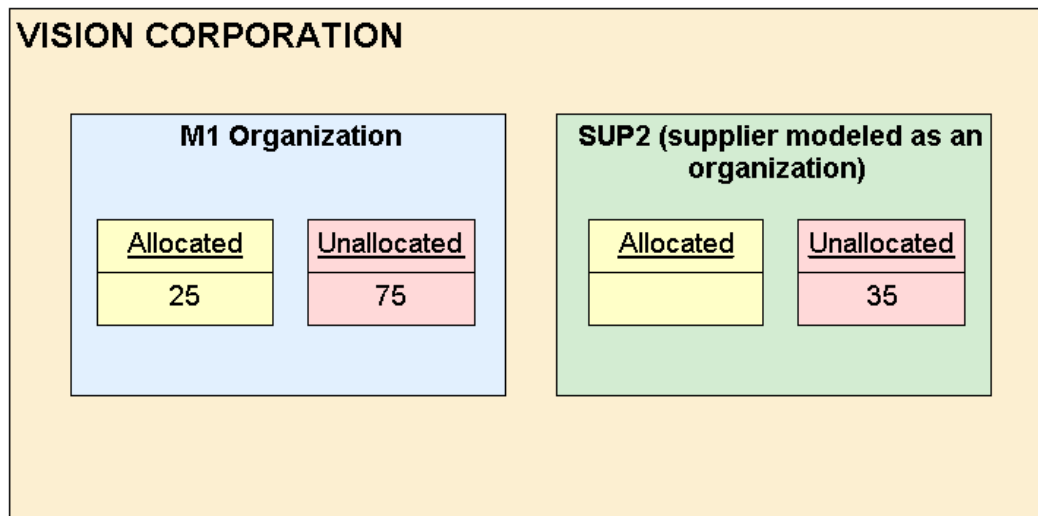 VISION CORPORATION
M1 Organization
Allocated
Unallocated
25
75
SUP2 (supplier modeled as an
organization)
Allocated
Unallocated
35